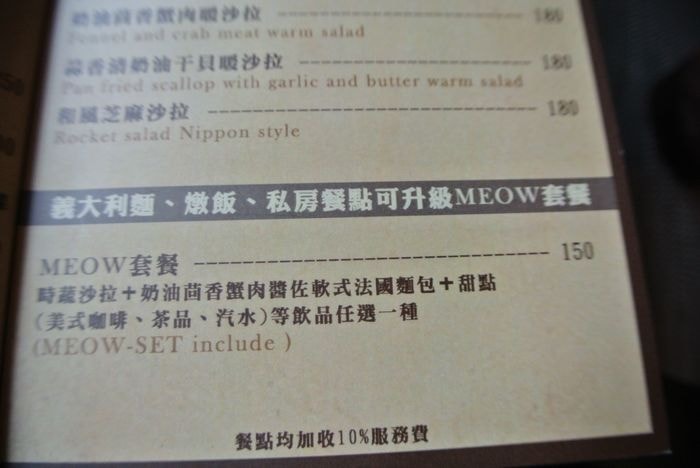 奶油茴香蟹肉暖沙拉 180
Fennel and crab meat warm salad
蒜香清奶油干貝暖沙拉 180
Pan fried scallop with garlic and butter warm salad
和風芝麻沙拉 180
Rocket salad Nippon style
義大利麵、燉飯、私房餐點可升級MEOW套餐
MEOW套餐 150
時蔬沙拉＋奶油茴香蟹肉醬佐軟式法國麵包＋甜點
(美式咖啡、茶品、汽水)等飲品任選一種
(MEOW-SET include )
餐點均加收10%服務費